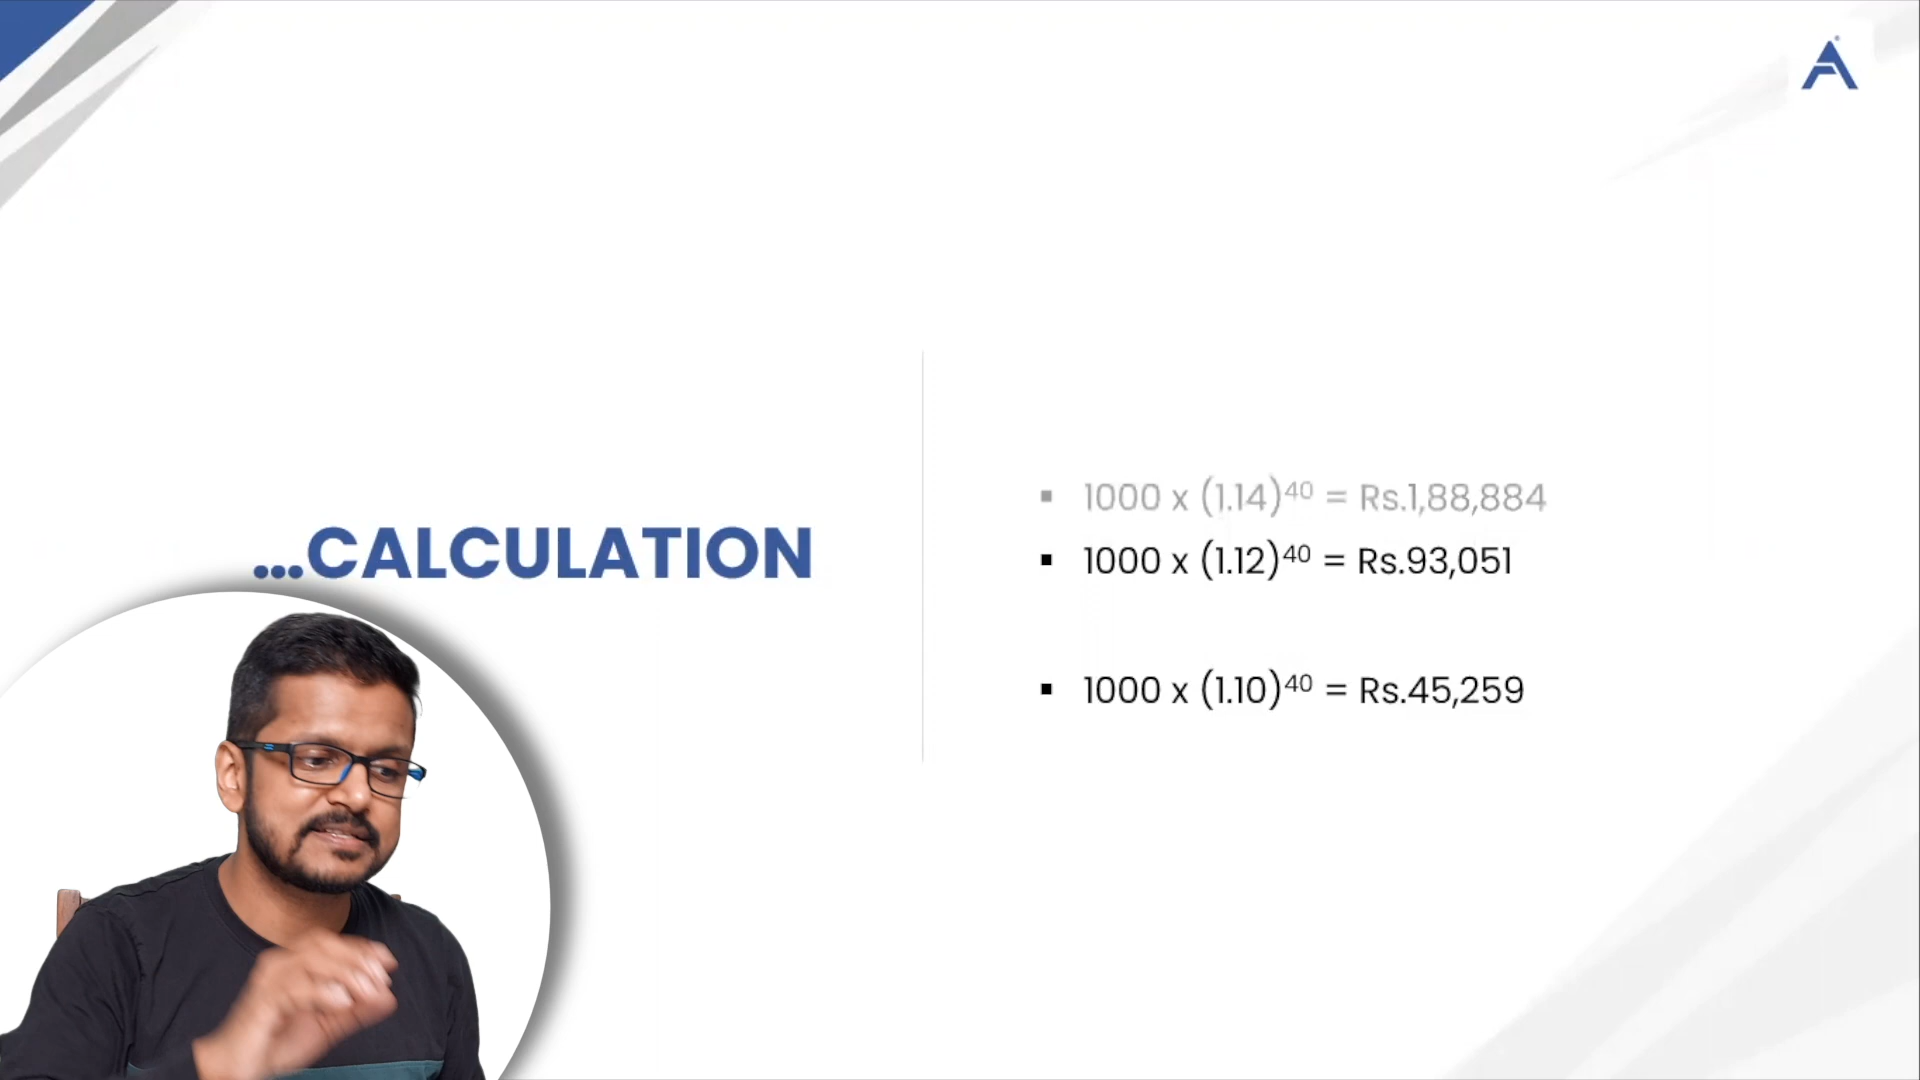 ...CALCULATION
1000 x (1.14)⁴⁰ = Rs.1,88,884
1000 x (1.12)⁴⁰ = Rs.93,051
1000 x (1.10)⁴⁰ = Rs.45,259